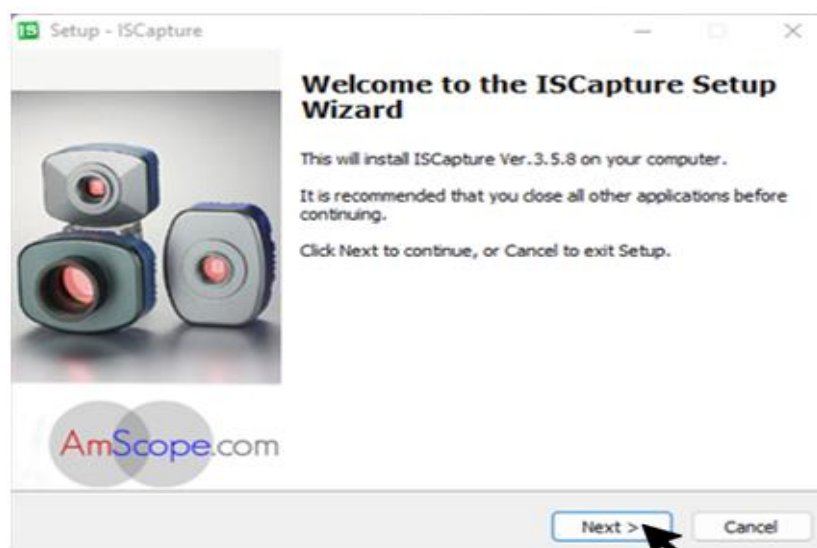 IS Setup - ISCapture
Welcome to the ISCapture Setup
Wizard
This will install ISCapture Ver.3.5.8 on your computer.
It is recommended that you close all other applications before
continuing.
Click Next to continue, or Cancel to exit Setup.
AmScope.com
Next >
Cancel